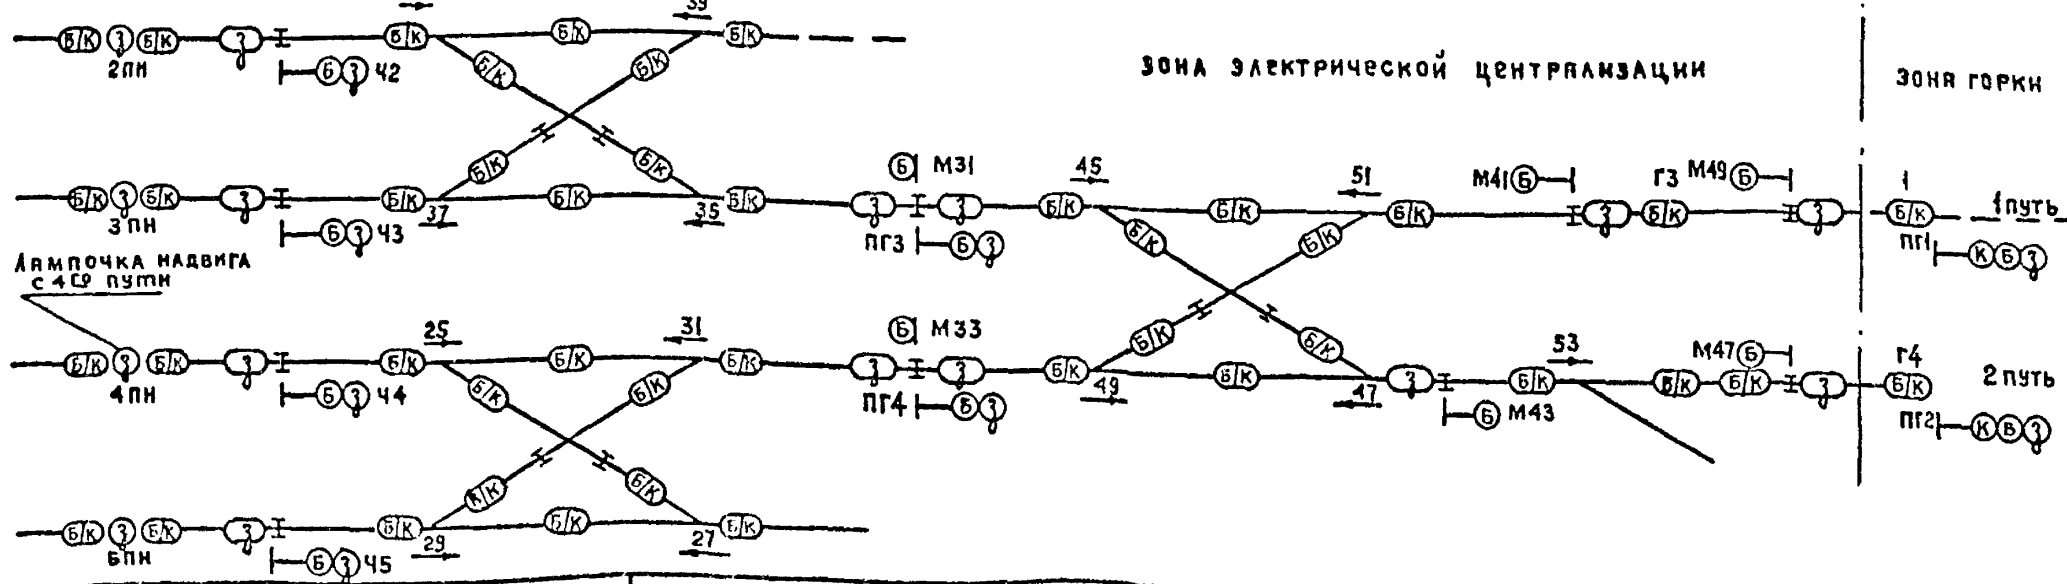 39
Б/К З Б/К З Б/К Б/К Б/К
2ПН
Б З Ч2
Б/К Б/К
ЗОНА ЭЛЕКТРИЧЕСКОЙ ЦЕНТРАЛИЗАЦИИ
ЗОНА ГОРКИ
Б/К Б/К
Б М31
45
51
М41 Б
Г3
М49 Б
1
Б/К З Б/К З Б/К Б/К Б/К З З Б/К Б/К Б/К З Б/К З Б/К 1 ПУТЬ
3ПН
37
35
Б З Ч3
ПГ3 Б З
Б/К Б/К
ПГ1 К Б З
ЛАМПОЧКА НАДВИГА
С 4ГО ПУТИ
25
31
Б М33
Б/К Б/К
53
М47 Б
Г4
Б/К З Б/К З Б/К Б/К Б/К З З Б/К Б/К З Б/К Б/К Б/К З Б/К 2 ПУТЬ
4ПН
Б З Ч4
ПГ4 Б З
49
47
Б М43
ПГ2 К В З
Б/К Б/К
К/К Б/К
Б/К З Б/К З Б/К Б/К Б/К
5ПН
29
27
Б З Ч5